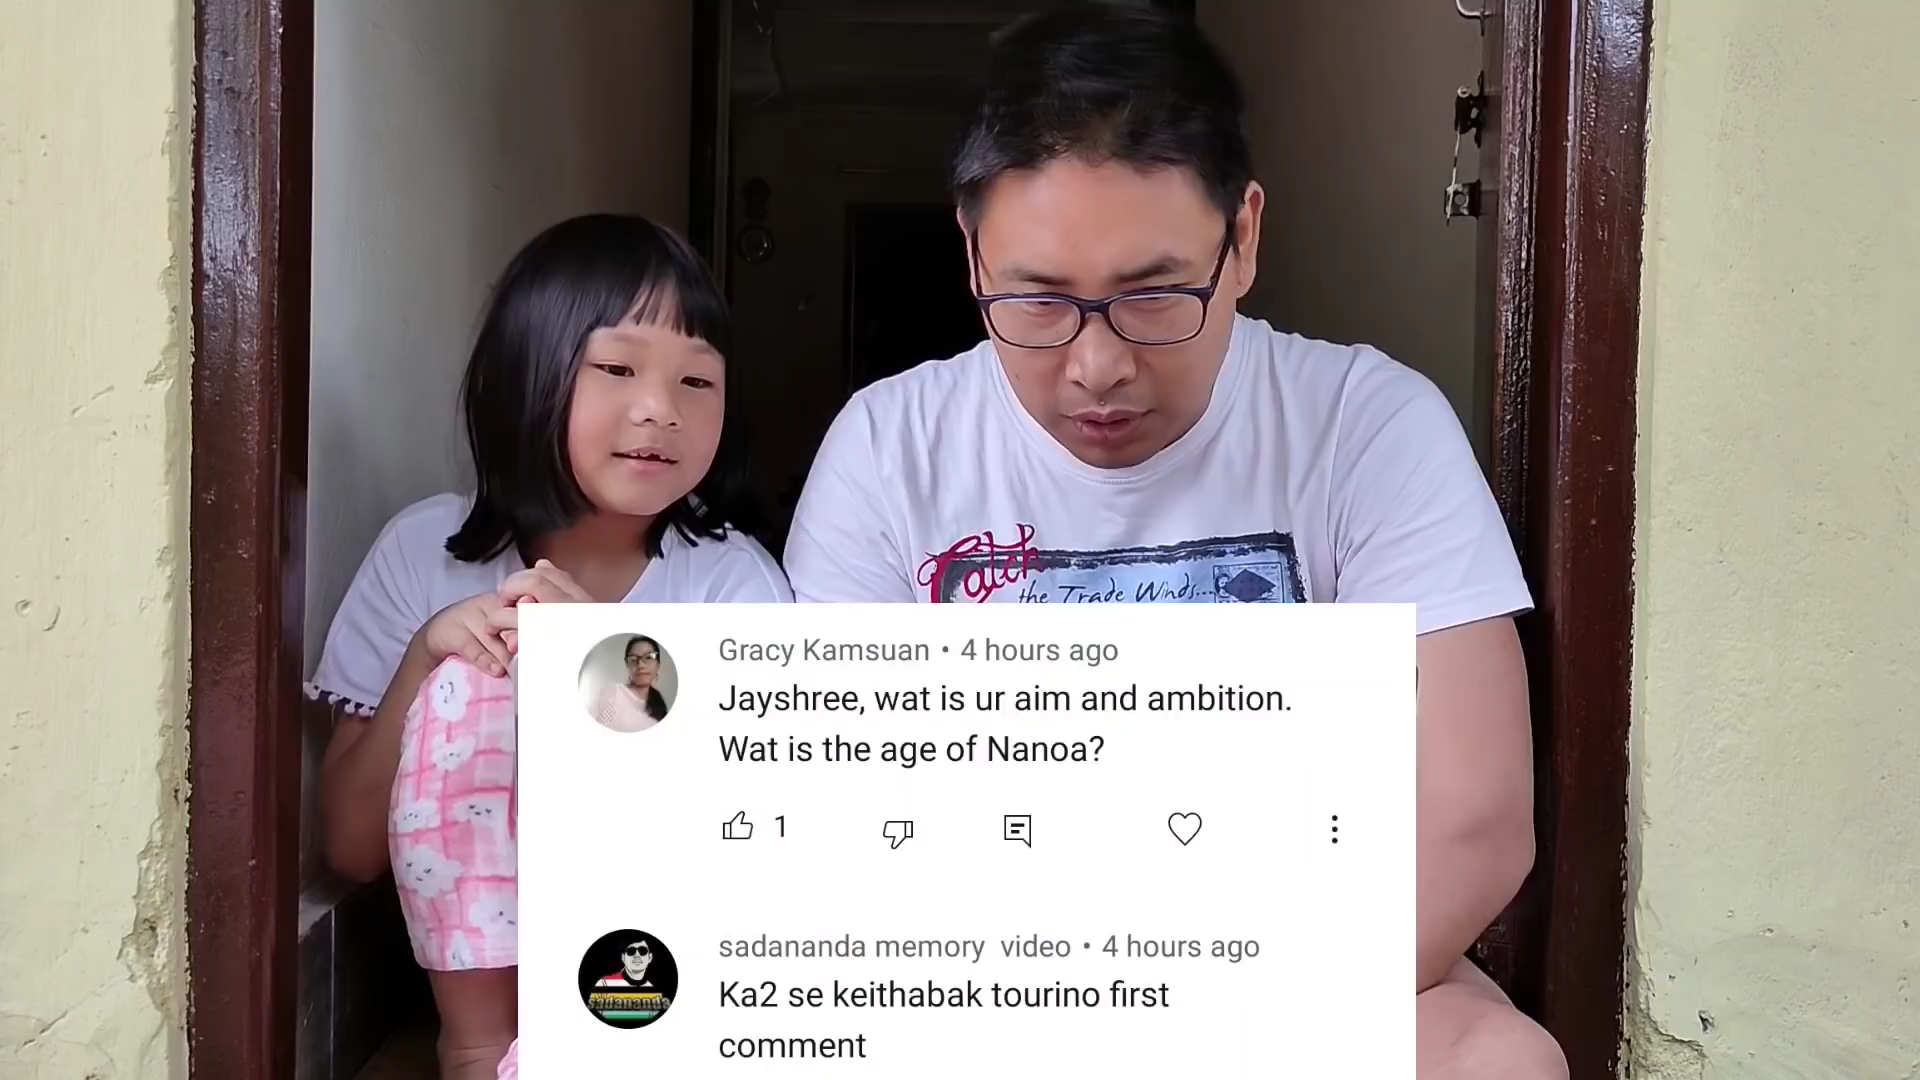 Catch
the Trade Winds...
Gracy Kamsuan • 4 hours ago
Jayshree, wat is ur aim and ambition.
Wat is the age of Nanoa?
1
sadananda memory video • 4 hours ago
sadananda
Ka2 se keithabak tourino first
comment